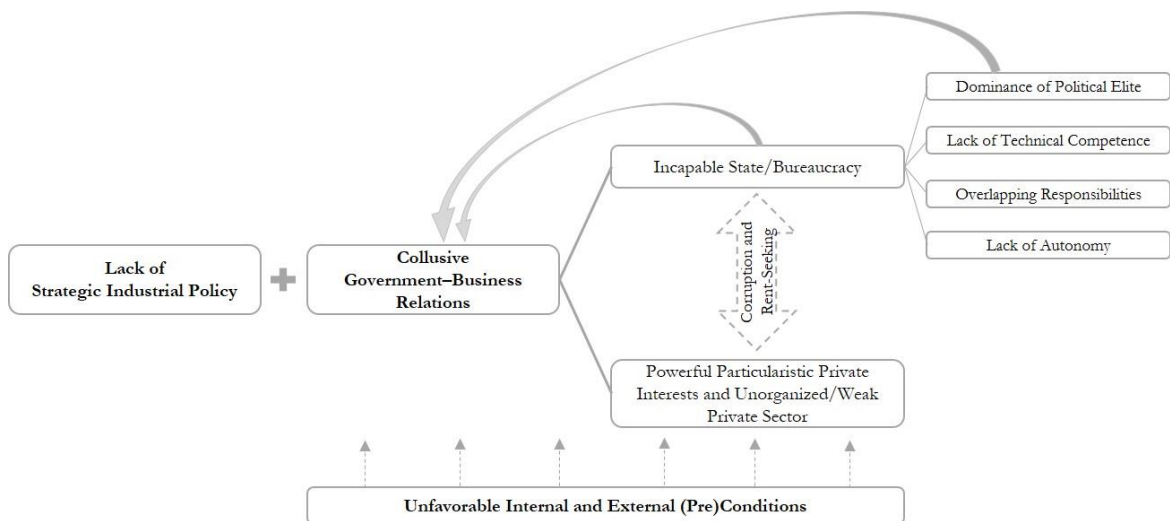 Dominance of Political Elite
Lack of Technical Competence
Incapable State/Bureaucracy
Overlapping Responsibilities
Lack of Autonomy
Lack of
Strategic Industrial Policy
Collusive
Government–Business
Relations
Corruption and
Rent-Seeking
Powerful Particularistic Private
Interests and Unorganized/Weak
Private Sector
Unfavorable Internal and External (Pre)Conditions